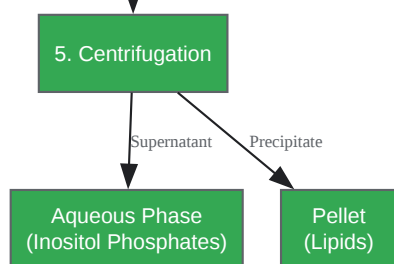 5. Centrifugation
Supernatant
Precipitate
Aqueous Phase
(Inositol Phosphates)
Pellet
(Lipids)